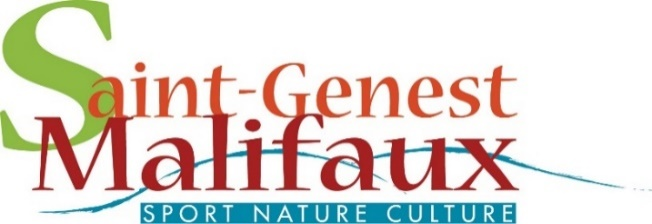 Saint-Genest
Malifaux
SPORT NATURE CULTURE